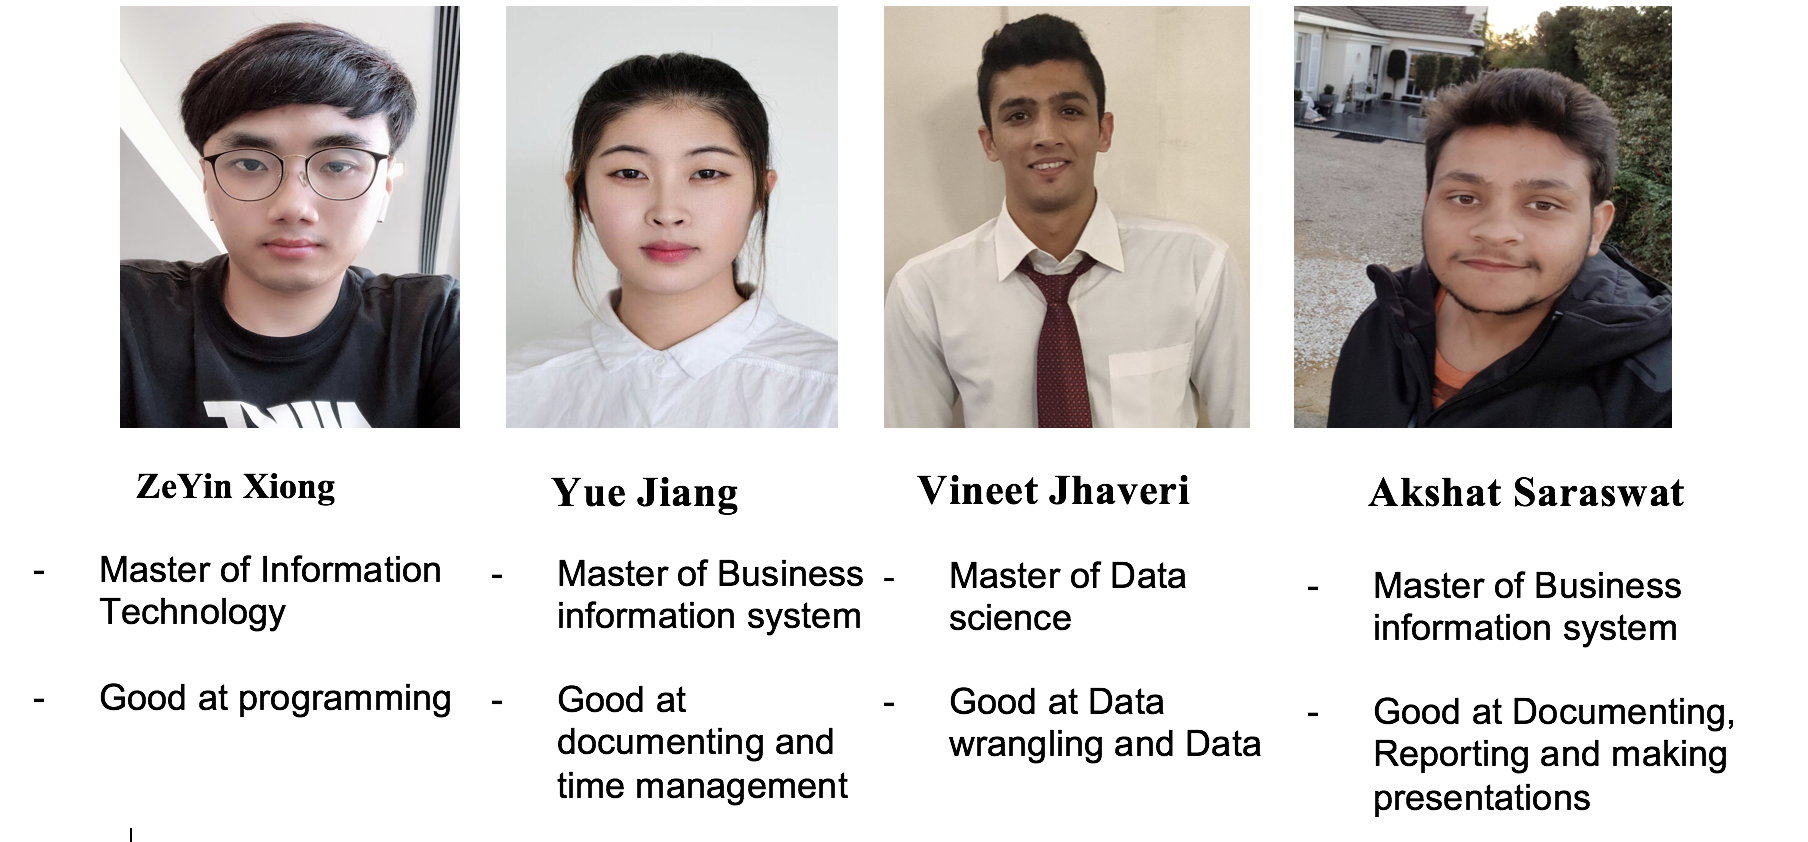 ZeYin Xiong
- Master of Information
Technology
- Good at programming
Yue Jiang
- Master of Business
information system
- Good at
documenting and
time management
Vineet Jhaveri
- Master of Data
science
- Good at Data
wrangling and Data
Akshat Saraswat
- Master of Business
information system
- Good at Documenting,
Reporting and making
presentations